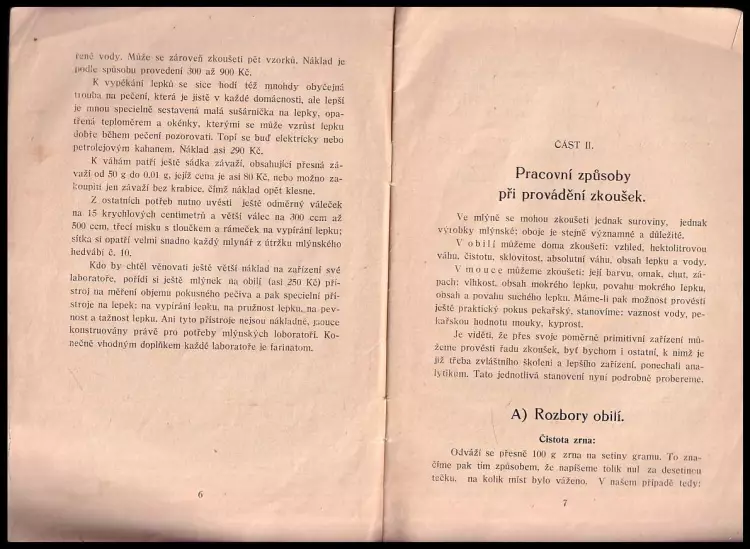 řené vody. Může se zároveň zkoušeti pět vzorků. Náklad je
podle způsobu provedení 300 až 900 Kč.
K vypékání lepků se sice hodí též mnohdy obyčejná
trouba na pečení, která je jistě v každé domácnosti, ale lepší
je mnou specielně sestavená malá sušárnička na lepky, opa-
třená teploměrem a okénky, kterými se může vzrůst lepku
dobře během pečení pozorovati. Topí se buď elektricky nebo
petrolejovým kahanem. Náklad asi 290 Kč.
K váhám patří ještě sádka závaží, obsahující přesná zá-
važí od 50 g do 0,01 g, jejíž cena je asi 80 Kč, nebo možno za-
koupiti jen závaží bez krabice, čímž náklad opět klesne.
Z ostatních potřeb nutno uvésti ještě odměrný váleček
na 15 krychlových centimetrů a větší válec na 300 ccm až
500 ccm, třecí misku s tloučkem a rámeček na vypírání lepku;
sítka si opatří velmi snadno každý mlynář z útržku mlýnského
hedvábí č. 10.
Kdo by chtěl věnovati ještě větší náklad na zařízení své
laboratoře, pořídí si ještě mlýnek na obilí (asi 250 Kč) pří-
stroj na měření objemu pokusného pečiva a pak specielní pří-
stroje na lepek: na vypírání lepku, na pružnost lepku, na pev-
nost a tažnost lepku. Ani tyto přístroje nejsou nákladné, pouze
konstruovány právě pro potřeby mlýnských loboratoří. Ko-
nečně vhodným doplňkem každé laboratoře je farinatom.
6
ČÁST II.
Pracovní způsoby
při provádění zkoušek.
Ve mlýně se mohou zkoušeti jednak suroviny, jednak
výrobky mlýnské; oboje je stejně významné a důležité.
V obilí můžeme doma zkoušeti: vzhled, hektolitrovou
váhu, čistotu, sklovitost, absolutní váhu, obsah lepku a vody.
V mouce můžeme zkoušeti: její barvu, omak, chuť, zá-
pach; vlhkost, obsah mokrého lepku, povahu mokrého lepku,
obsah a povahu suchého lepku. Máme-li pak možnost provésti
ještě praktický pokus pekařský, stanovíme: vaznost vody, pe-
kařskou hodnotu mouky, kyprost.
Je viděti, že přes svoje poměrně primitivní zařízení mů-
žeme provésti řadu zkoušek, byť bychom i ostatní, k nimž je
již třeba zvláštního školení a lepšího zařízení, ponechali ana-
lytikom. Tato jednotlivá stanovení nyní podrobně probereme.
A) Rozbory obilí.
Čistota zrna:
Odváží se přesně 100 g zrna na setiny gramu. To zna-
číme pak tím způsobem, že napíšeme tolik nul za desetinou
tečku, na kolik míst bylo váženo. V našem případě tedy:
7